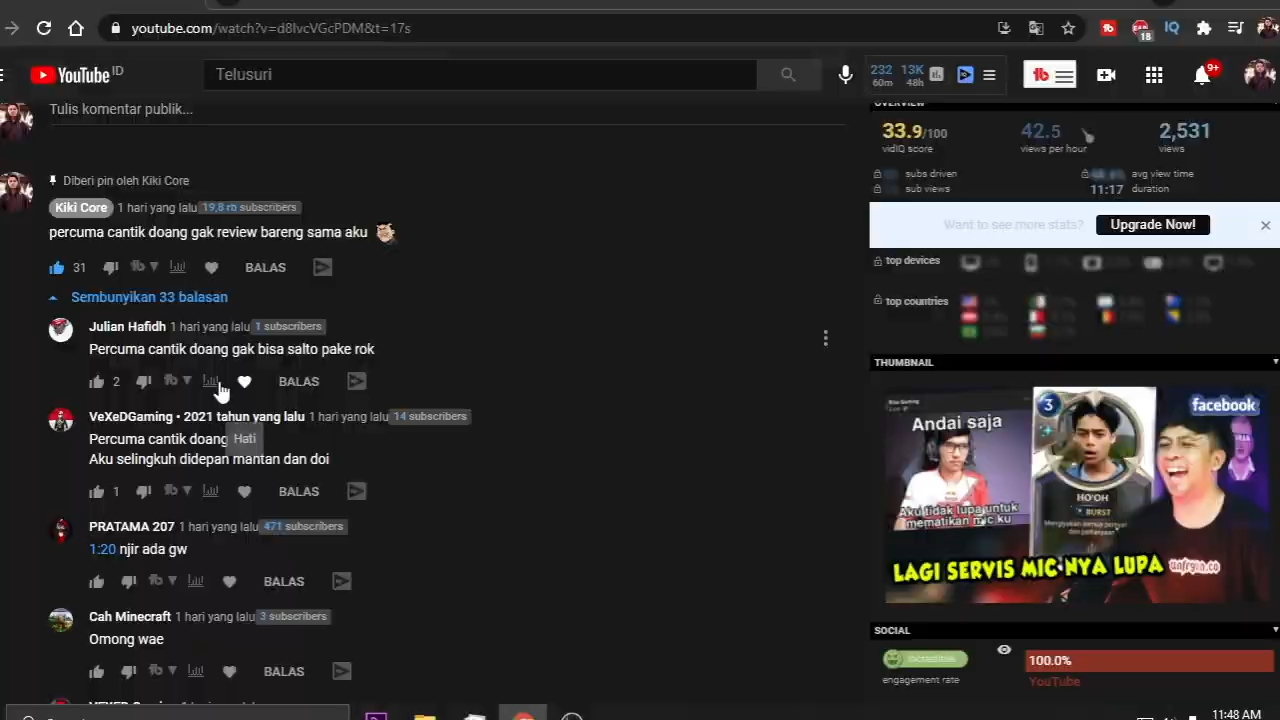 youtube.com/watch?v=d8lvcVGcPDM&t=17s
18
IQ
YouTube ID
Telusuri
232 13K
60m 48h
9+
Tulis komentar publik...
OVERVIEW
33.9/100
vidIQ score
42.5
views per hour
2,531
views
subs driven
sub views
avg view time
11:17 duration
Want to see more stats?
Upgrade Now!
top devices
top countries
Diberi pin oleh Kiki Core
Kiki Core 1 hari yang lalu 19,8 rb subscribers
percuma cantik doang gak review bareng sama aku
31 BALAS
Sembunyikan 33 balasan
Julian Hafidh 1 hari yang lalu 1 subscribers
Percuma cantik doang gak bisa salto pake rok
2 BALAS
VeXeDGaming • 2021 tahun yang lalu 1 hari yang lalu 14 subscribers
Percuma cantik doang
Hati
Aku selingkuh didepan mantan dan doi
1 BALAS
PRATAMA 207 1 hari yang lalu 471 subscribers
1:20 njir ada gw
BALAS
Cah Minecraft 1 hari yang lalu 3 subscribers
Omong wae
BALAS
THUMBNAIL
Andai saja
Aku tidak lupa untuk
mematikan mic ku
3
HO'OH
BURST
facebook
LAGI SERVIS MIC NYA LUPA
SOCIAL
engagement rate
100.0%
YouTube
11:48 AM